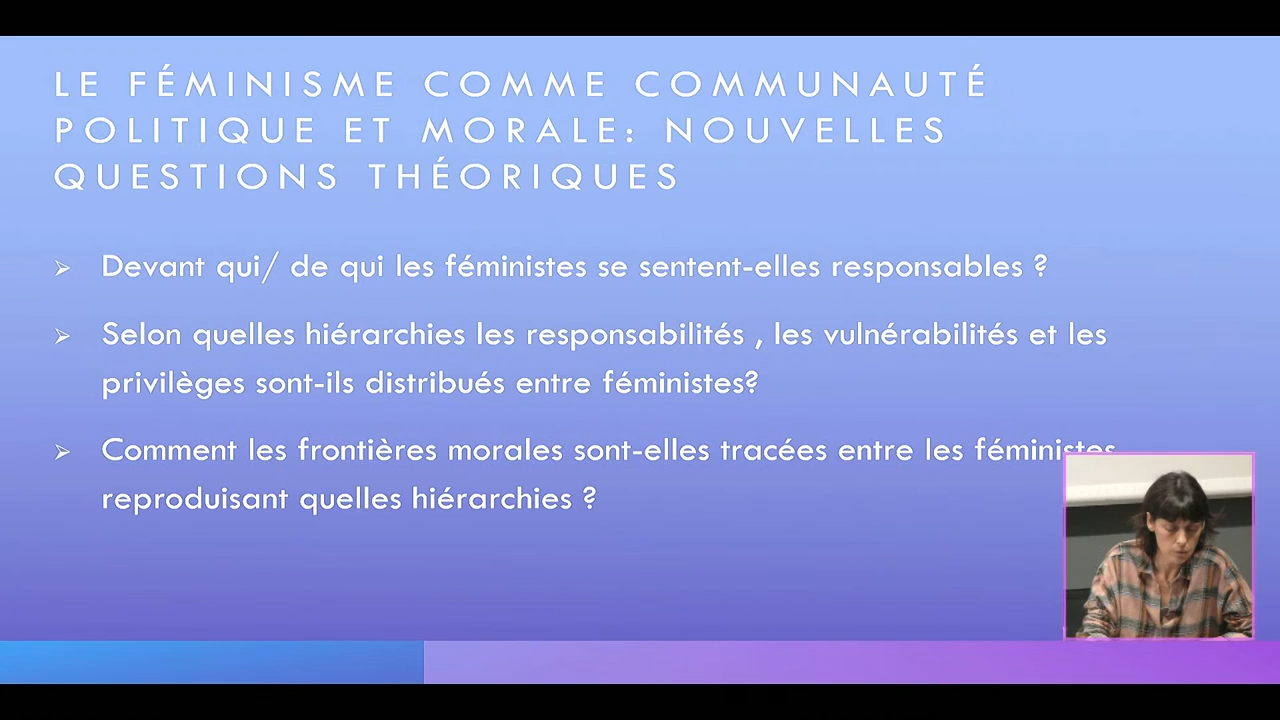 LE FÉMINISME COMME COMMUNAUTÉ
POLITIQUE ET MORALE: NOUVELLES
QUESTIONS THÉORIQUES
Devant qui/ de qui les féministes se sentent-elles responsables ?
Selon quelles hiérarchies les responsabilités , les vulnérabilités et les
privilèges sont-ils distribués entre féministes?
Comment les frontières morales sont-elles tracées entre les féministes
reproduisant quelles hiérarchies ?